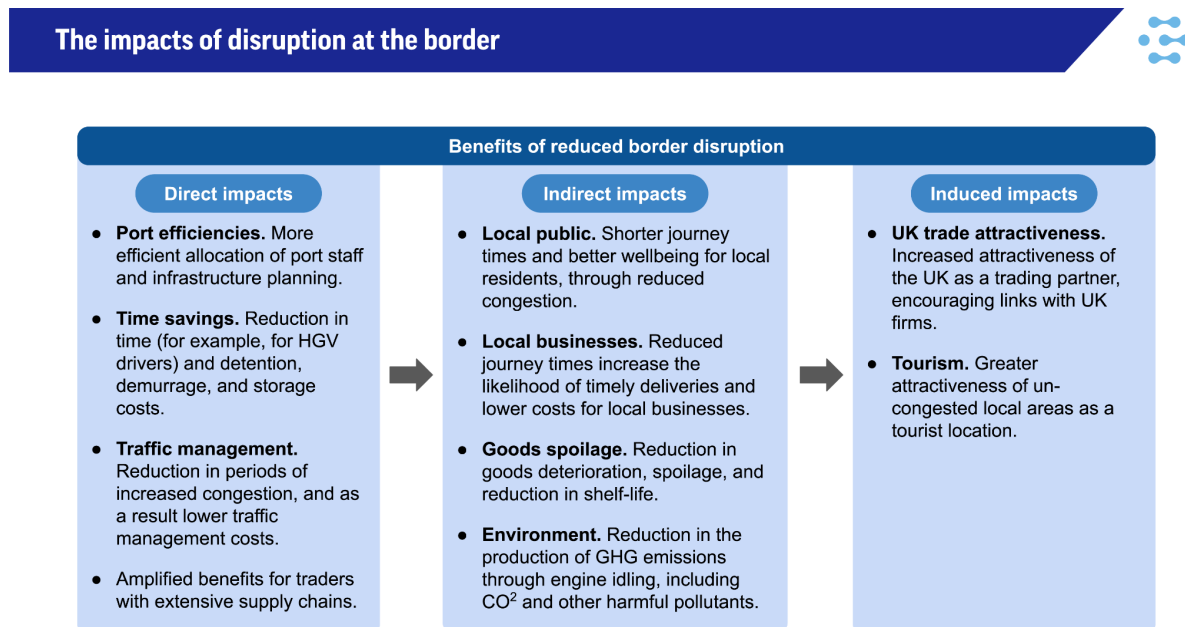 The impacts of disruption at the border
Benefits of reduced border disruption
Direct impacts
● Port efficiencies. More
efficient allocation of port staff
and infrastructure planning.
● Time savings. Reduction in
time (for example, for HGV
drivers) and detention,
demurrage, and storage
costs.
● Traffic management.
Reduction in periods of
increased congestion, and as
a result lower traffic
management costs.
● Amplified benefits for traders
with extensive supply chains.
Indirect impacts
● Local public. Shorter journey
times and better wellbeing for local
residents, through reduced
congestion.
● Local businesses. Reduced
journey times increase the
likelihood of timely deliveries and
lower costs for local businesses.
● Goods spoilage. Reduction in
goods deterioration, spoilage, and
reduction in shelf-life.
● Environment. Reduction in the
production of GHG emissions
through engine idling, including
CO² and other harmful pollutants.
Induced impacts
● UK trade attractiveness.
Increased attractiveness of
the UK as a trading partner,
encouraging links with UK
firms.
● Tourism. Greater
attractiveness of un-
congested local areas as a
tourist location.